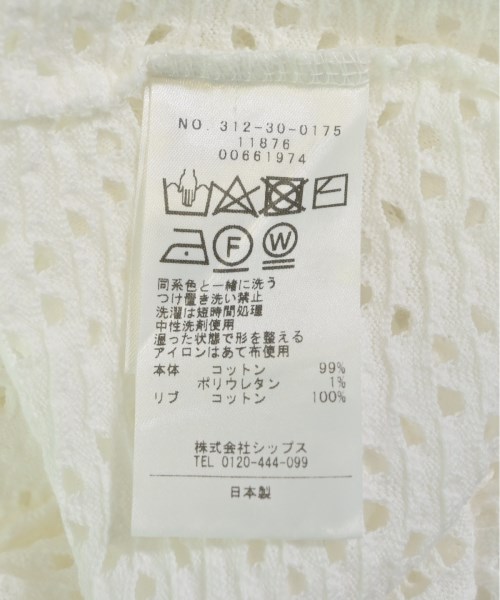 NO. 312-30-0175
11876
00661974
F W
同系色と一緒に洗う
つけ置き洗い禁止
洗濯は短時間処理
中性洗剤使用
湿った状態で形を整える
アイロンはあて布使用
本体 コットン 99%
ポリウレタン 1%
リブ コットン 100%
株式会社シップス
TEL 0120-444-099
日本製